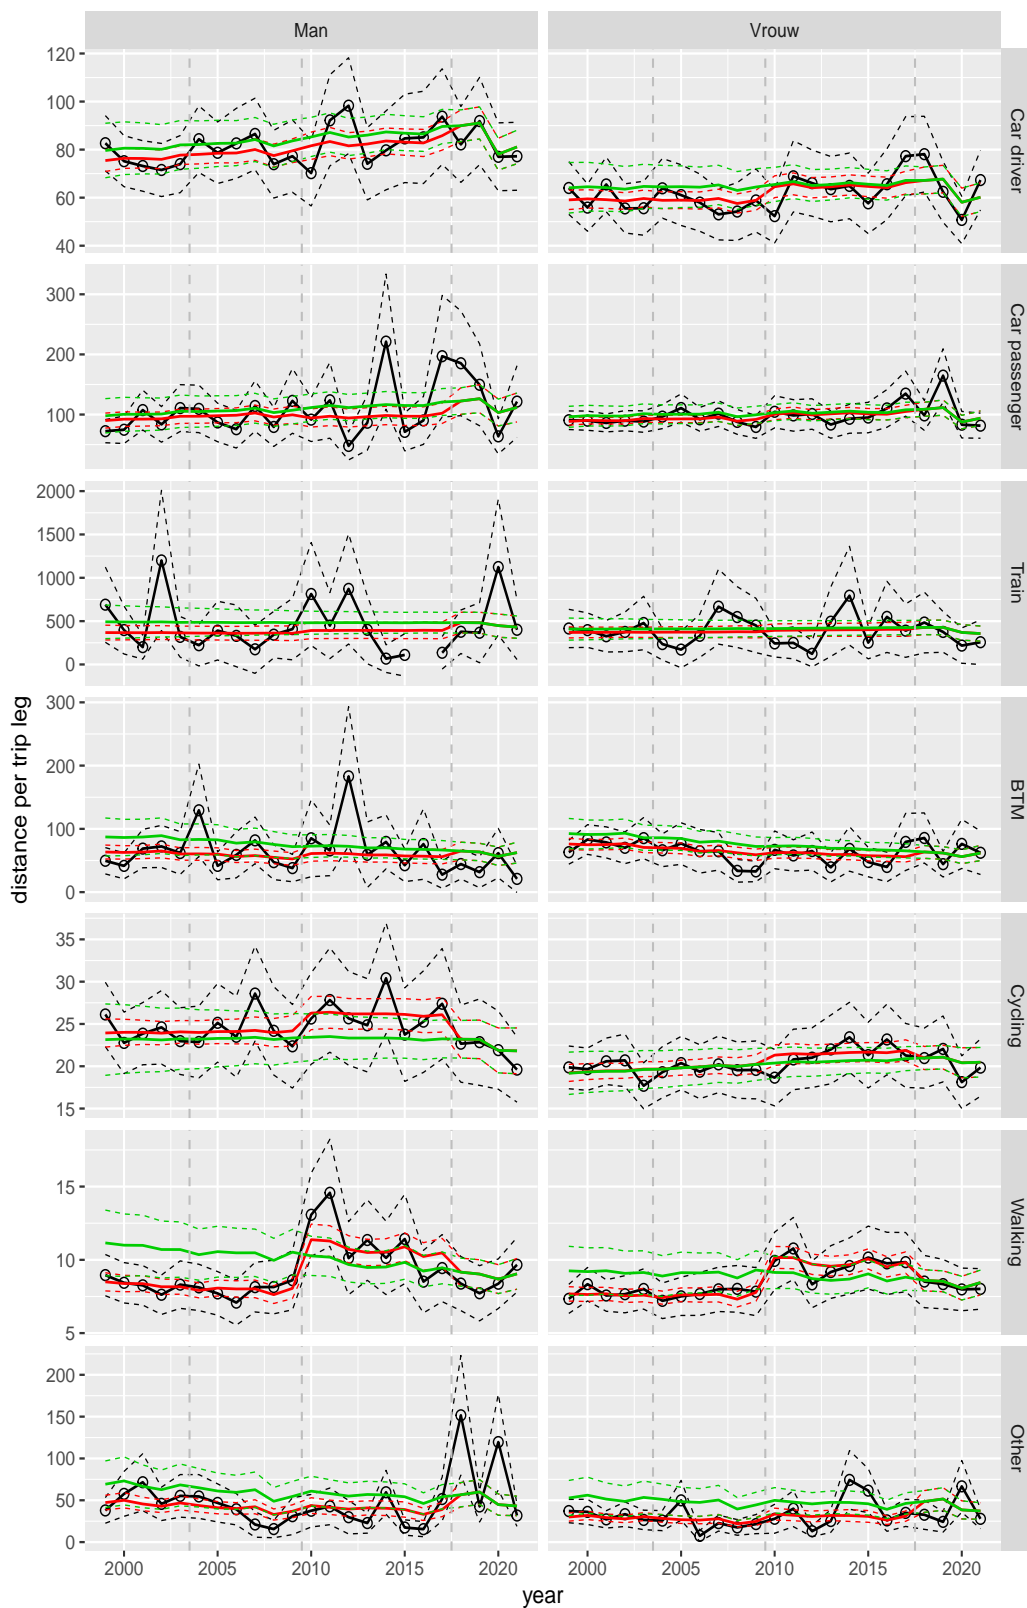 Man Vrouw
120
100
80
60
40
Car driver
300
200
100
Car passenger
2000
1500
1000
500
0
Train
300
200
100
0
BTM
35
30
25
20
15
Cycling
15
10
5
Walking
200
150
100
50
0
Other
2000 2005 2010 2015 2020 2000 2005 2010 2015 2020
year
distance per trip leg